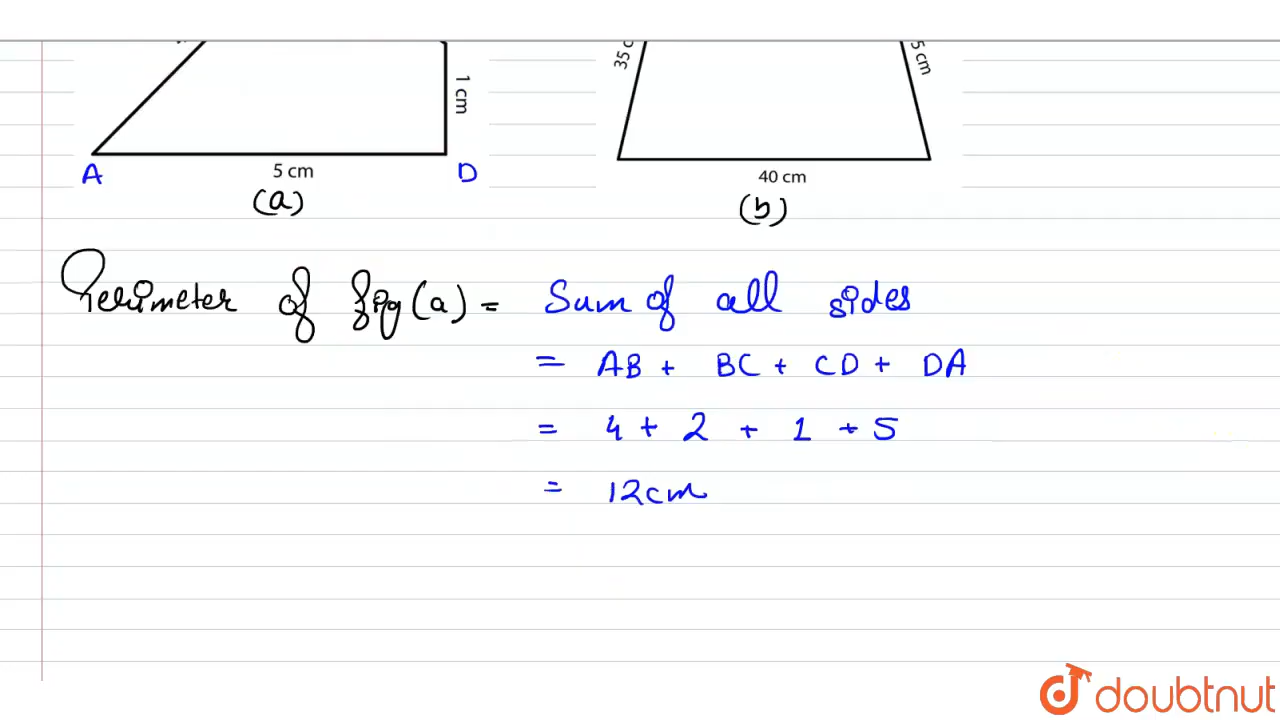 35 c
5 cm
1 cm
A
5 cm
D
40 cm
(a)
(b)
Perimeter of fig(a) = Sum of all sides
= AB + BC + CD + DA
= 4 + 2 + 1 + 5
= 12cm
doubtnut